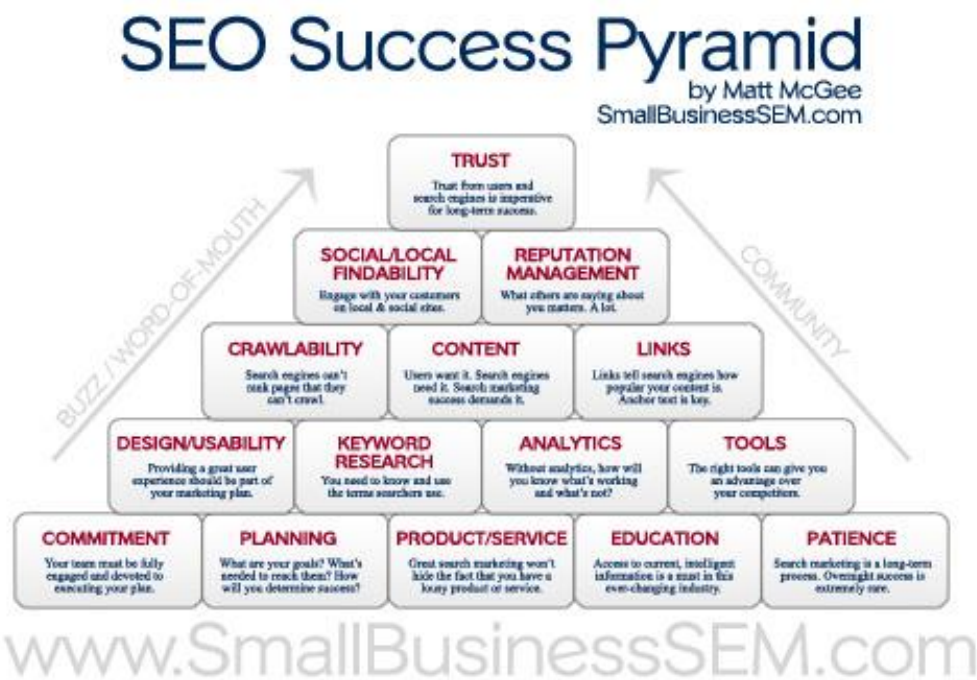 SEO Success Pyramid
by Matt McGee
SmallBusinessSEM.com
TRUST
Trust from users and
search engines is imperative
for long-term success.
BUZZ / WORD-OF-MOUTH
COMMUNITY
SOCIAL/LOCAL
FINDABILITY
Engage with your customers
on local & social sites.
REPUTATION
MANAGEMENT
What others are saying about
you matters. A lot.
CRAWLABILITY
Search engines can't
rank pages that they
can't crawl.
CONTENT
Users want it. Search engines
need it. Search marketing
success demands it.
LINKS
Links tell search engines how
popular your content is.
Anchor text is key.
DESIGN/USABILITY
Providing a great user
experience should be part of
your marketing plan.
KEYWORD
RESEARCH
You need to know and use
the terms searchers use.
ANALYTICS
Without analytics, how will
you know what's working
and what's not?
TOOLS
The right tools can give you
an advantage over
your competitors.
COMMITMENT
Your team must be fully
engaged and devoted to
executing your plan.
PLANNING
What are your goals? What's
needed to reach them? How
will you determine success?
PRODUCT/SERVICE
Great search marketing won't
hide the fact that you have a
lousy product or service.
EDUCATION
Access to current, intelligent
information is a must in this
ever-changing industry.
PATIENCE
Search marketing is a long-term
process. Overnight success is
extremely rare.
www.SmallBusinessSEM.com